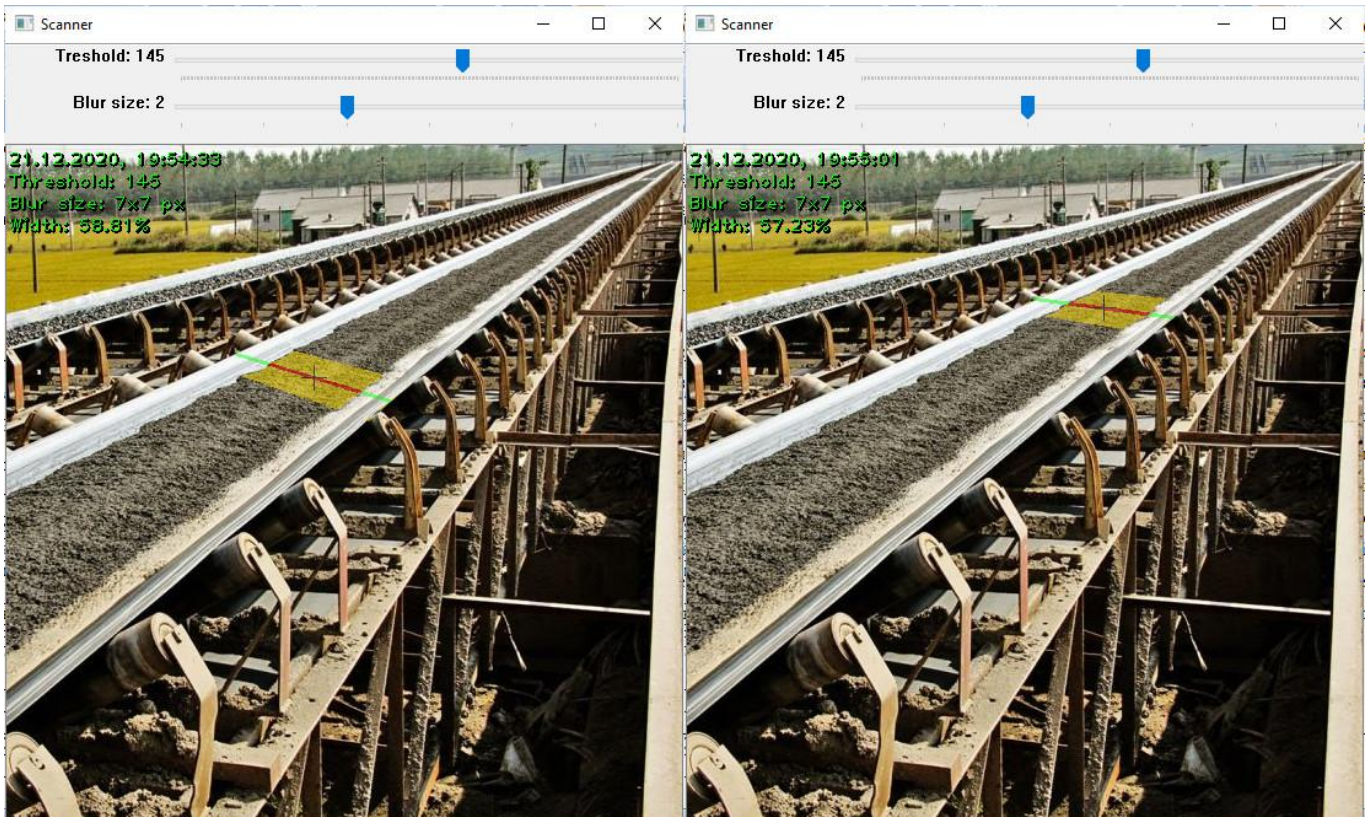 Scanner
Treshold: 145
Blur size: 2
21.12.2020, 19:54:33
Threshold: 145
Blur size: 7x7 px
Width: 58.81%
Scanner
Treshold: 145
Blur size: 2
21.12.2020, 19:55:01
Threshold: 145
Blur size: 7x7 px
Width: 57.23%